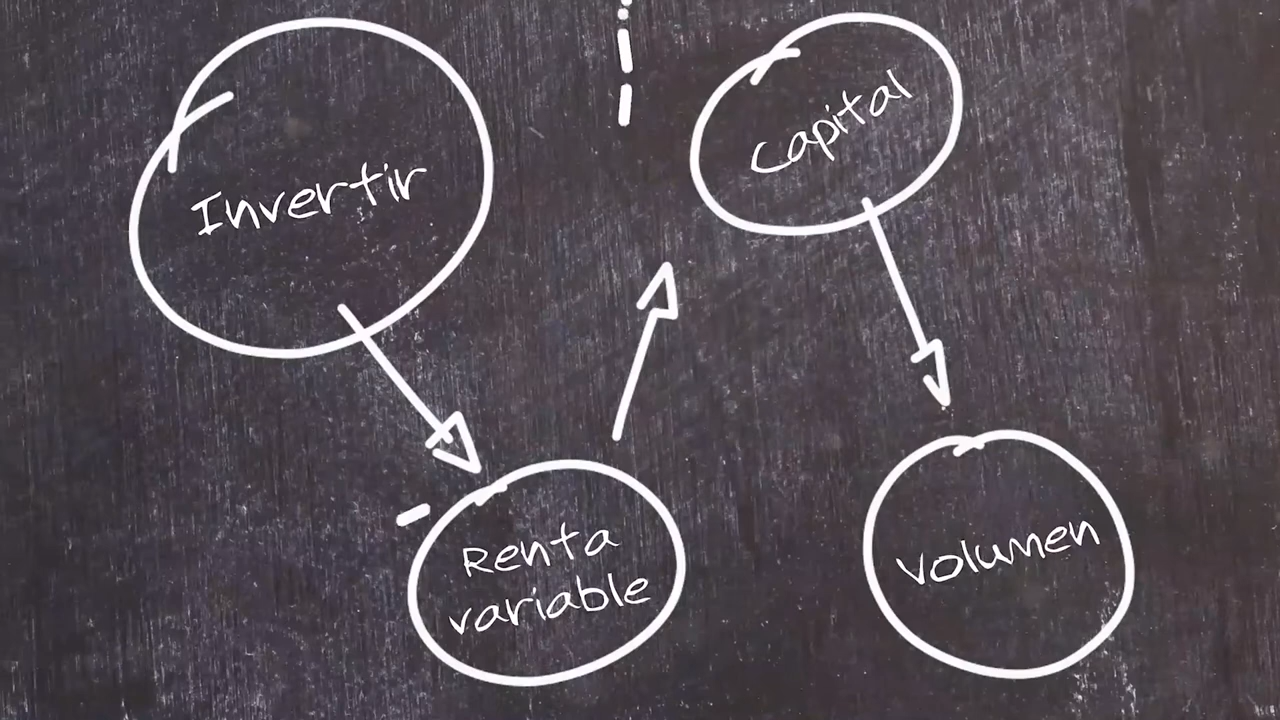 Invertir
Capital
Renta
variable
Volumen